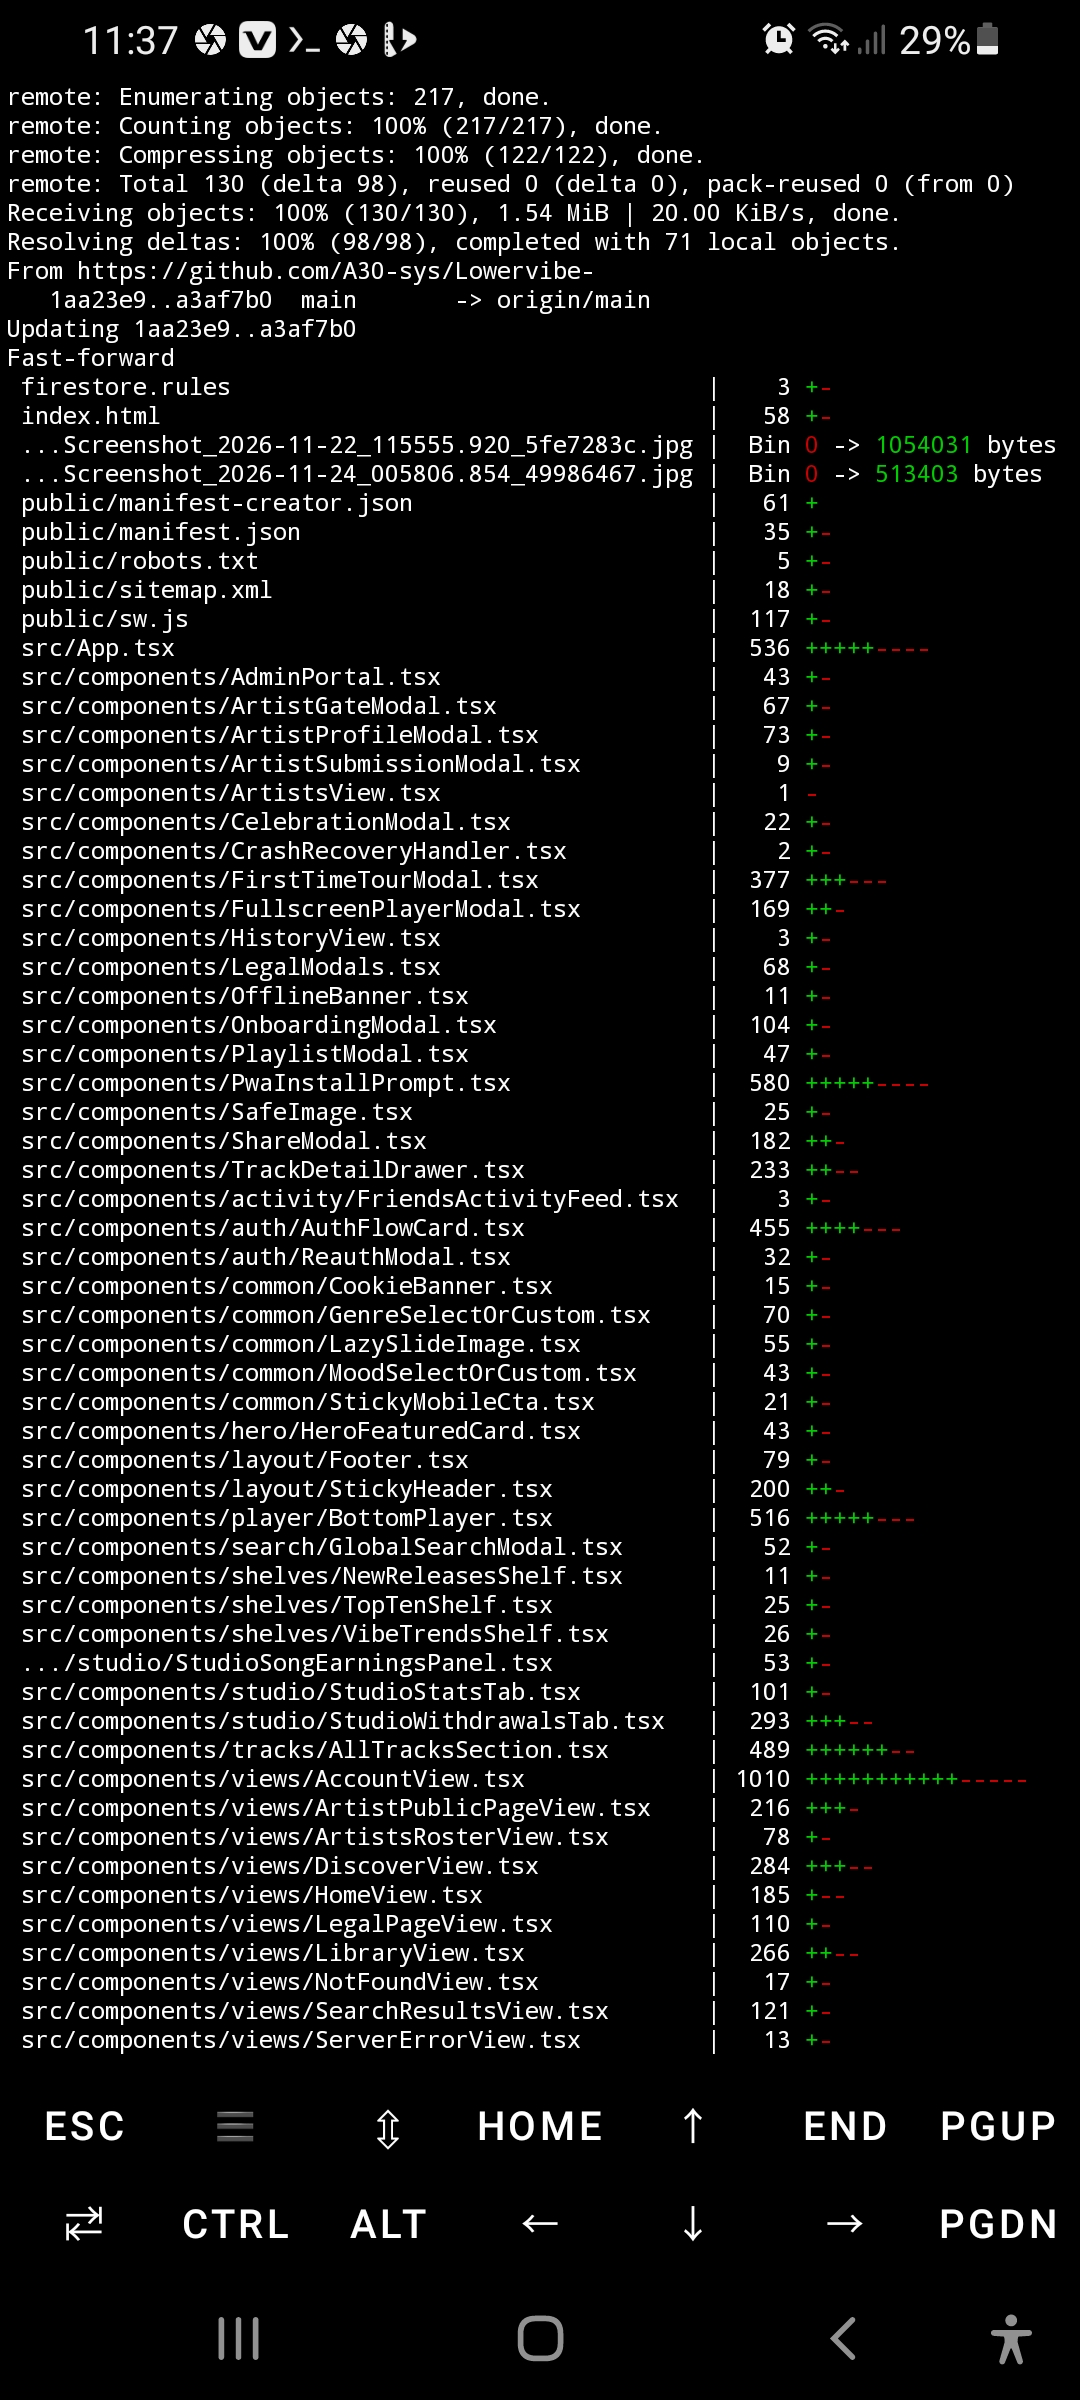 11:37 29%
remote: Enumerating objects: 217, done.
remote: Counting objects: 100% (217/217), done.
remote: Compressing objects: 100% (122/122), done.
remote: Total 130 (delta 98), reused 0 (delta 0), pack-reused 0 (from 0)
Receiving objects: 100% (130/130), 1.54 MiB | 20.00 KiB/s, done.
Resolving deltas: 100% (98/98), completed with 71 local objects.
From https://github.com/A30-sys/Lowervibe-
   1aa23e9..a3af7b0  main       -> origin/main
Updating 1aa23e9..a3af7b0
Fast-forward
 firestore.rules | 3 +-
 index.html | 58 +-
 ...Screenshot_2026-11-22_115555.920_5fe7283c.jpg | Bin 0 -> 1054031 bytes
 ...Screenshot_2026-11-24_005806.854_49986467.jpg | Bin 0 -> 513403 bytes
 public/manifest-creator.json | 61 +
 public/manifest.json | 35 +-
 public/robots.txt | 5 +-
 public/sitemap.xml | 18 +-
 public/sw.js | 117 +-
 src/App.tsx | 536 +++++----
 src/components/AdminPortal.tsx | 43 +-
 src/components/ArtistGateModal.tsx | 67 +-
 src/components/ArtistProfileModal.tsx | 73 +-
 src/components/ArtistSubmissionModal.tsx | 9 +-
 src/components/ArtistsView.tsx | 1 -
 src/components/CelebrationModal.tsx | 22 +-
 src/components/CrashRecoveryHandler.tsx | 2 +-
 src/components/FirstTimeTourModal.tsx | 377 +++---
 src/components/FullscreenPlayerModal.tsx | 169 ++-
 src/components/HistoryView.tsx | 3 +-
 src/components/LegalModals.tsx | 68 +-
 src/components/OfflineBanner.tsx | 11 +-
 src/components/OnboardingModal.tsx | 104 +-
 src/components/PlaylistModal.tsx | 47 +-
 src/components/PwaInstallPrompt.tsx | 580 +++++----
 src/components/SafeImage.tsx | 25 +-
 src/components/ShareModal.tsx | 182 ++-
 src/components/TrackDetailDrawer.tsx | 233 ++--
 src/components/activity/FriendsActivityFeed.tsx | 3 +-
 src/components/auth/AuthFlowCard.tsx | 455 ++++---
 src/components/auth/ReauthModal.tsx | 32 +-
 src/components/common/CookieBanner.tsx | 15 +-
 src/components/common/GenreSelectOrCustom.tsx | 70 +-
 src/components/common/LazySlideImage.tsx | 55 +-
 src/components/common/MoodSelectOrCustom.tsx | 43 +-
 src/components/common/StickyMobileCta.tsx | 21 +-
 src/components/hero/HeroFeaturedCard.tsx | 43 +-
 src/components/layout/Footer.tsx | 79 +-
 src/components/layout/StickyHeader.tsx | 200 ++-
 src/components/player/BottomPlayer.tsx | 516 +++++---
 src/components/search/GlobalSearchModal.tsx | 52 +-
 src/components/shelves/NewReleasesShelf.tsx | 11 +-
 src/components/shelves/TopTenShelf.tsx | 25 +-
 src/components/shelves/VibeTrendsShelf.tsx | 26 +-
 .../studio/StudioSongEarningsPanel.tsx | 53 +-
 src/components/studio/StudioStatsTab.tsx | 101 +-
 src/components/studio/StudioWithdrawalsTab.tsx | 293 +++--
 src/components/tracks/AllTracksSection.tsx | 489 ++++++--
 src/components/views/AccountView.tsx | 1010 +++++++++++-----
 src/components/views/ArtistPublicPageView.tsx | 216 +++-
 src/components/views/ArtistsRosterView.tsx | 78 +-
 src/components/views/DiscoverView.tsx | 284 +++--
 src/components/views/HomeView.tsx | 185 +--
 src/components/views/LegalPageView.tsx | 110 +-
 src/components/views/LibraryView.tsx | 266 ++--
 src/components/views/NotFoundView.tsx | 17 +-
 src/components/views/SearchResultsView.tsx | 121 +-
 src/components/views/ServerErrorView.tsx | 13 +-
ESC ☰ ⇳ HOME ↑ END PGUP
⇄ CTRL ALT ← ↓ → PGDN